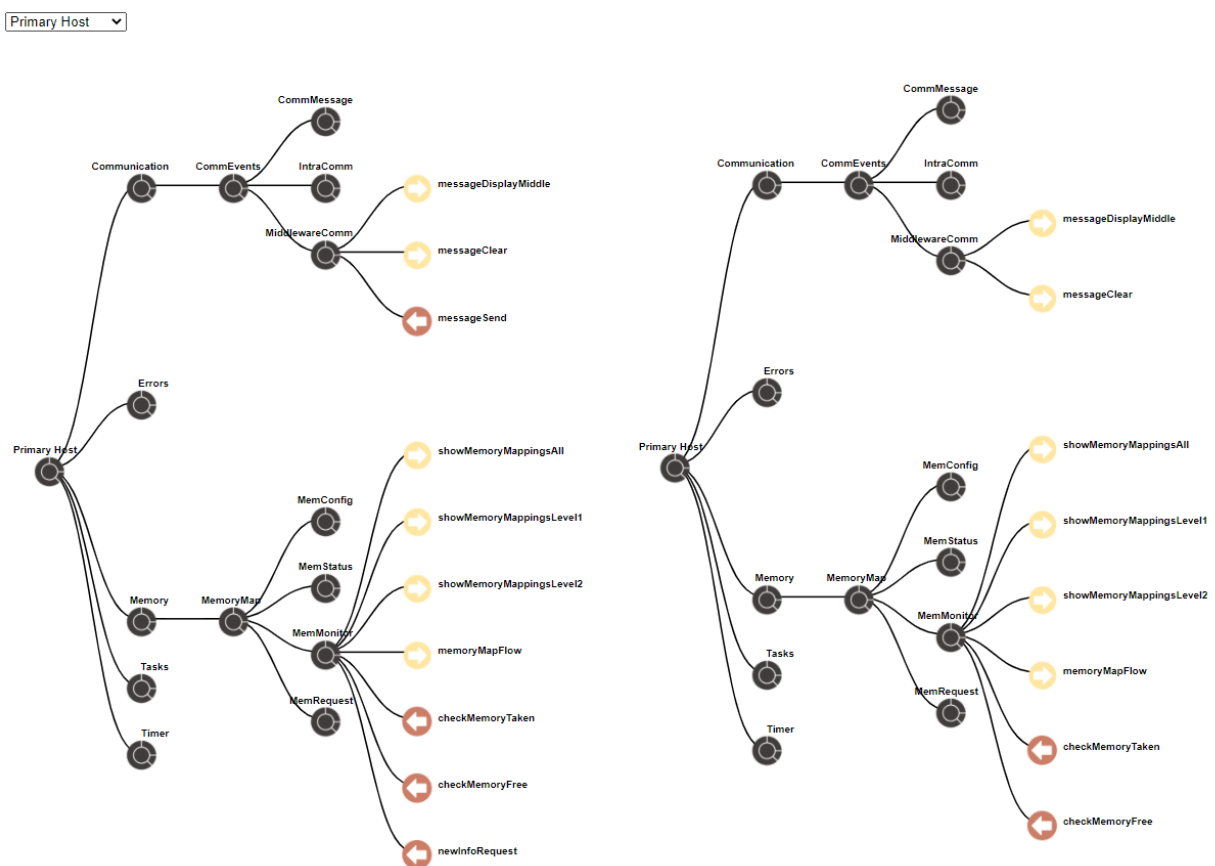 Primary Host
CommMessage
Communication
CommEvents
IntraComm
messageDisplayMiddle
MiddlewareComm
messageClear
messageSend
Errors
Primary Host
showMemoryMappingsAll
MemConfig
showMemoryMappingsLevel1
MemStatus
showMemoryMappingsLevel2
Memory
MemoryMap
MemMonitor
memoryMapFlow
Tasks
MemRequest
checkMemoryTaken
Timer
checkMemoryFree
newInfoRequest
CommMessage
Communication
CommEvents
IntraComm
messageDisplayMiddle
MiddlewareComm
messageClear
Errors
Primary Host
showMemoryMappingsAll
MemConfig
showMemoryMappingsLevel1
MemStatus
Memory
MemoryMap
showMemoryMappingsLevel2
MemMonitor
Tasks
memoryMapFlow
MemRequest
Timer
checkMemoryTaken
checkMemoryFree